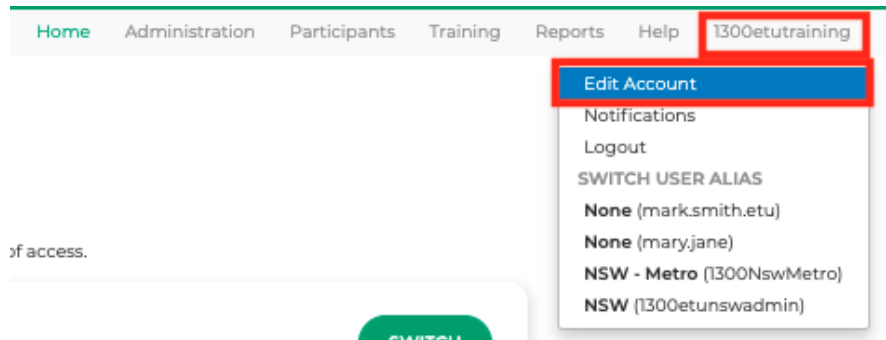 Home Administration Participants Training Reports Help 1300etutraining
Edit Account
Notifications
Logout
SWITCH USER ALIAS
None (mark.smith.etu)
None (mary.jane)
of access.
NSW - Metro (1300NswMetro)
NSW (1300etunswadmin)
SWITCH